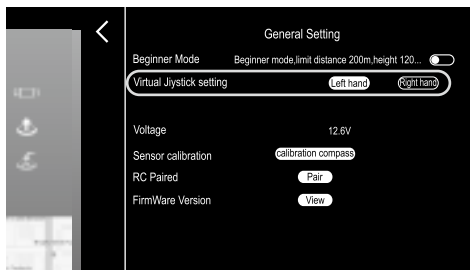 General Setting
Beginner Mode Beginner mode,limit distance 200m,height 120...
Virtual Jiystick setting Left hand Right hand
Voltage 12.6V
Sensor calibration calibration compass
RC Paired Pair
FirmWare Version View